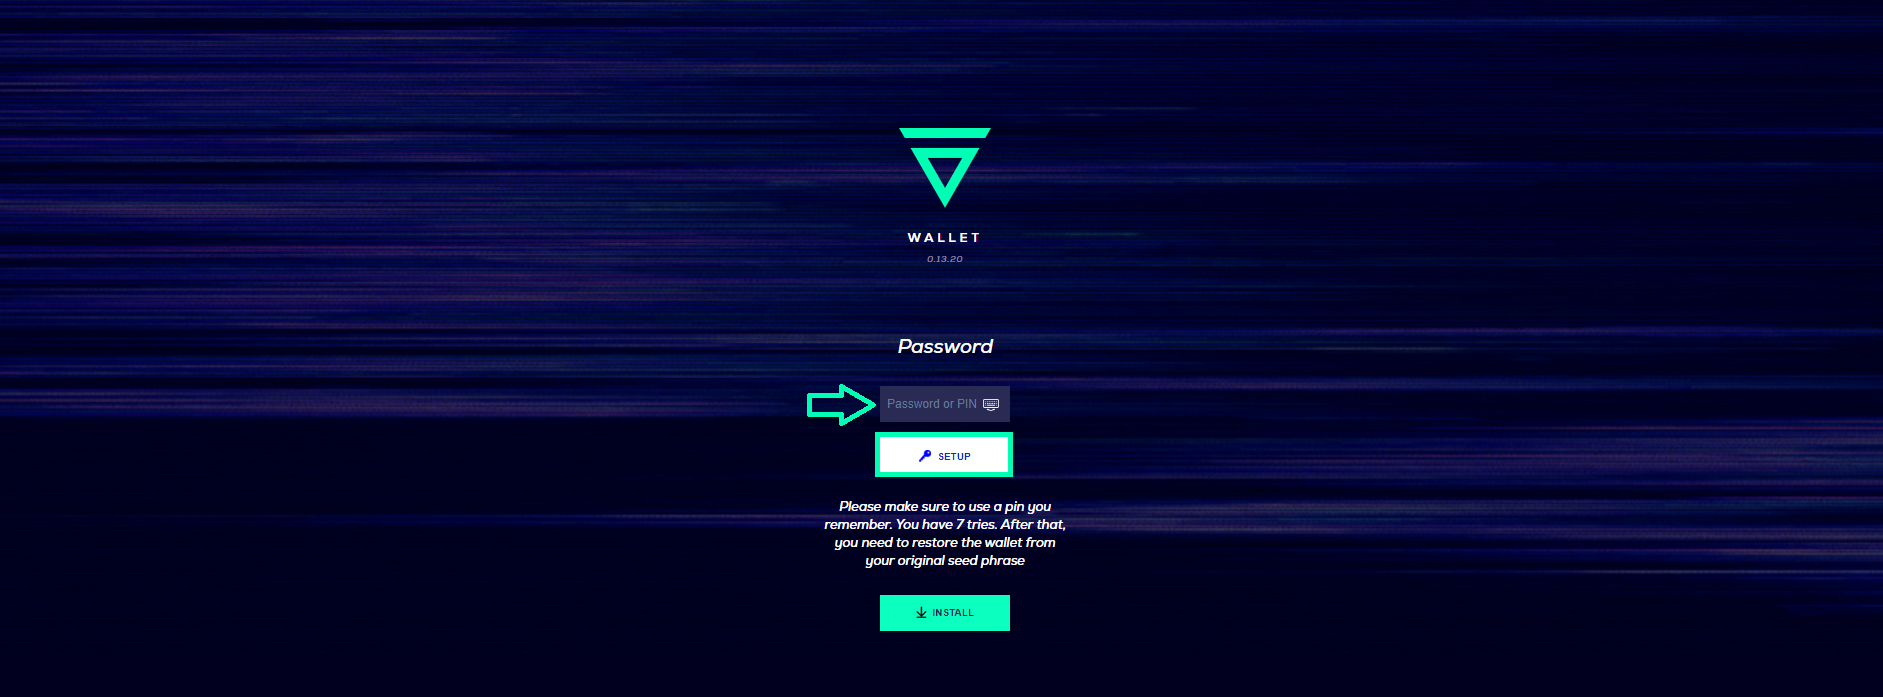 WALLET
0.13.20
Password
Password or PIN
SETUP
Please make sure to use a pin you
remember. You have 7 tries. After that,
you need to restore the wallet from
your original seed phrase
INSTALL